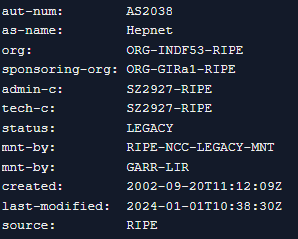 aut-num: AS2038
as-name: Hepnet
org: ORG-INDF53-RIPE
sponsoring-org: ORG-GIRa1-RIPE
admin-c: SZ2927-RIPE
tech-c: SZ2927-RIPE
status: LEGACY
mnt-by: RIPE-NCC-LEGACY-MNT
mnt-by: GARR-LIR
created: 2002-09-20T11:12:09Z
last-modified: 2024-01-01T10:38:30Z
source: RIPE